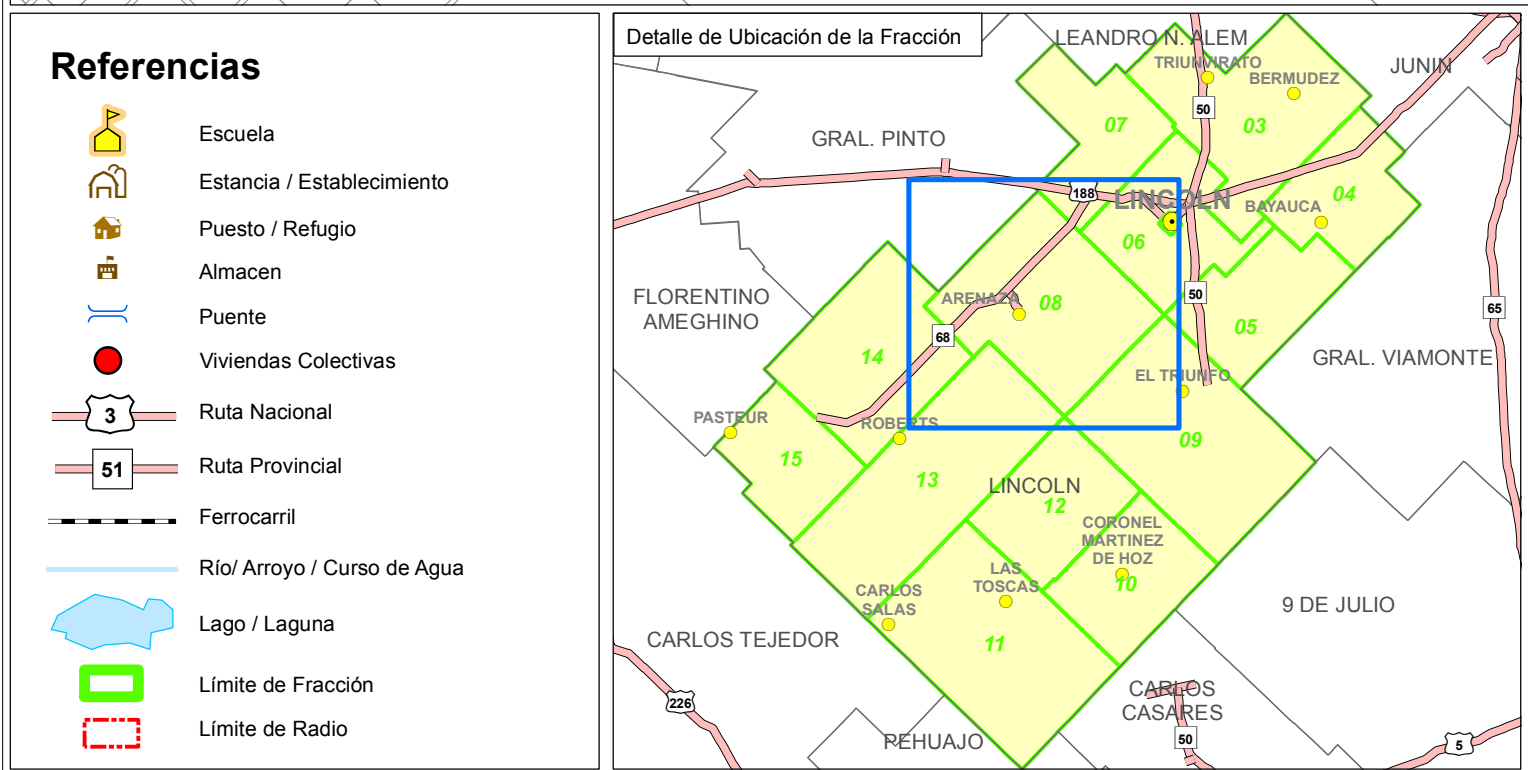 Referencias
Escuela
Estancia / Establecimiento
Puesto / Refugio
Almacen
Puente
Viviendas Colectivas
3
Ruta Nacional
51
Ruta Provincial
Ferrocarril
Río/ Arroyo / Curso de Agua
Lago / Laguna
Límite de Fracción
Límite de Radio
Detalle de Ubicación de la Fracción
LEANDRO N. ALEM
TRIUNVIRATO
JUNIN
BERMUDEZ
50
07
03
GRAL. PINTO
188
LINCOLN
04
BAYAUCA
06
FLORENTINO
AMEGHINO
ARENAZA
08
50
65
05
68
14
GRAL. VIAMONTE
EL TRIUNFO
PASTEUR
ROBERTS
09
15
13
LINCOLN
12
CORONEL
MARTINEZ
DE HOZ
LAS
TOSCAS
10
CARLOS
SALAS
9 DE JULIO
CARLOS TEJEDOR
11
226
CARLOS
CASARES
PEHUAJO
50
5